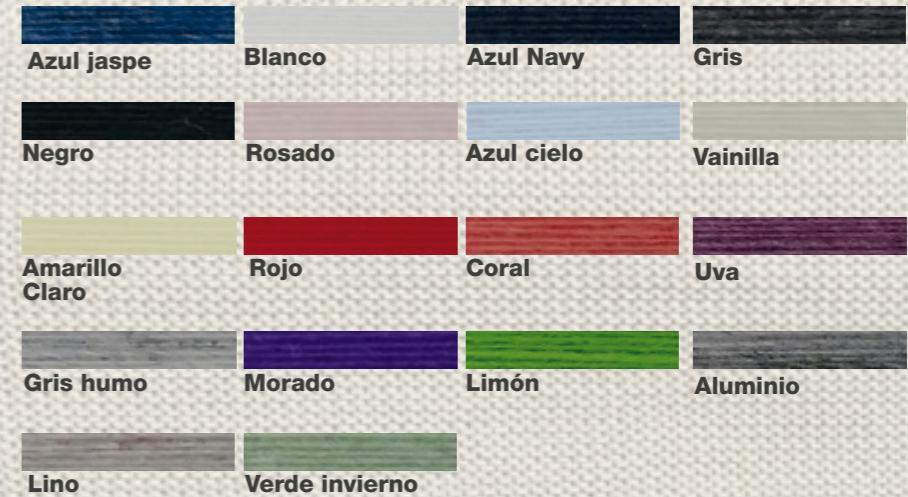 Azul jaspe
Blanco
Azul Navy
Gris
Negro
Rosado
Azul cielo
Vainilla
Amarillo
Claro
Rojo
Coral
Uva
Gris humo
Morado
Limón
Aluminio
Lino
Verde invierno